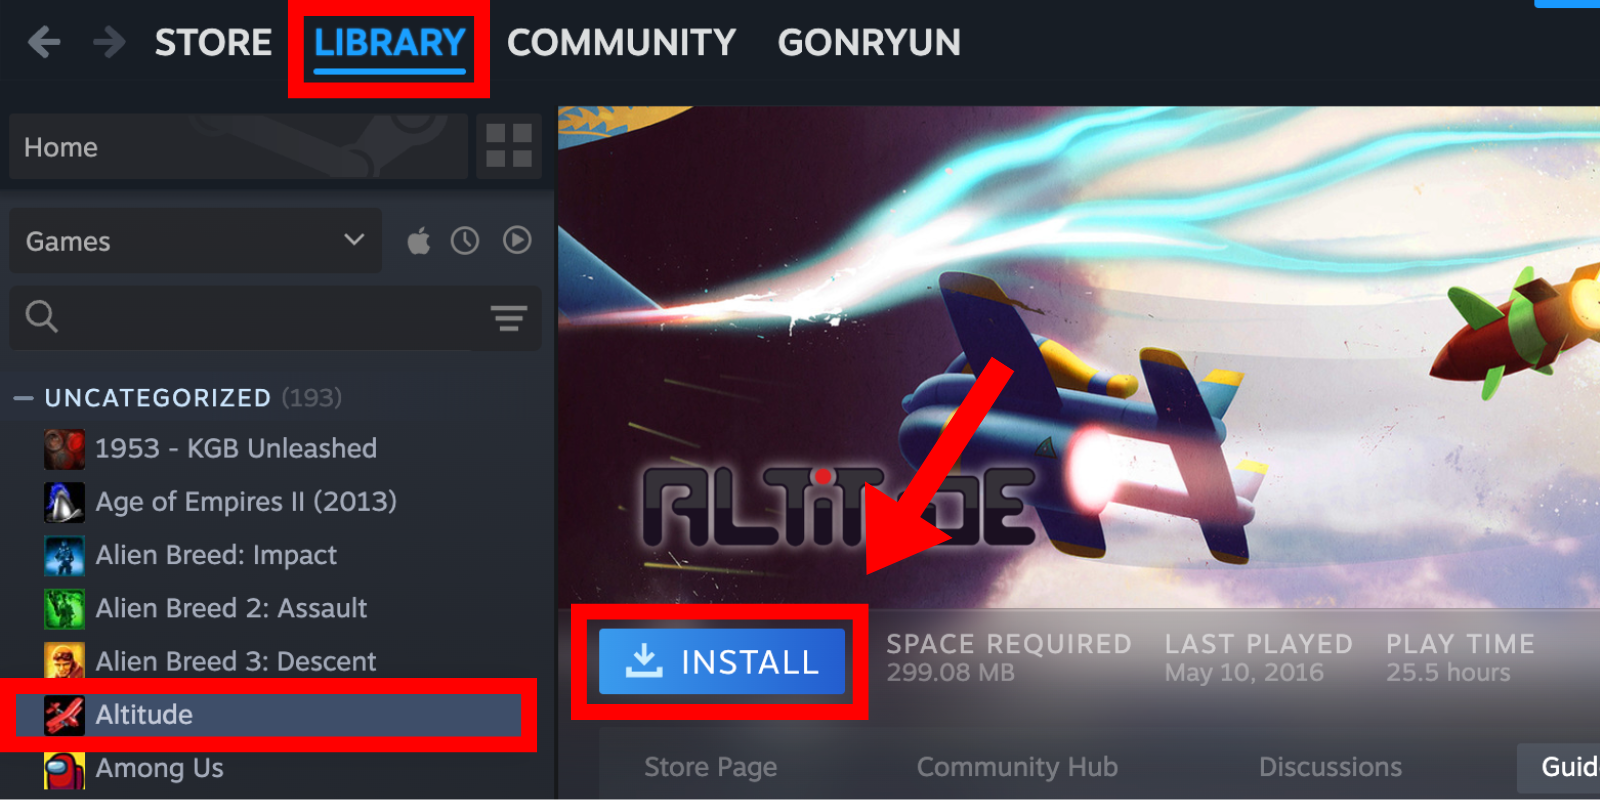 STORE LIBRARY COMMUNITY GONRYUN
Home
Games
UNCATEGORIZED (193)
1953 - KGB Unleashed
Age of Empires II (2013)
Alien Breed: Impact
Alien Breed 2: Assault
Alien Breed 3: Descent
Altitude
Among Us
ALTITUDE
INSTALL
SPACE REQUIRED LAST PLAYED PLAY TIME
299.08 MB May 10, 2016 25.5 hours
Store Page Community Hub Discussions Guid